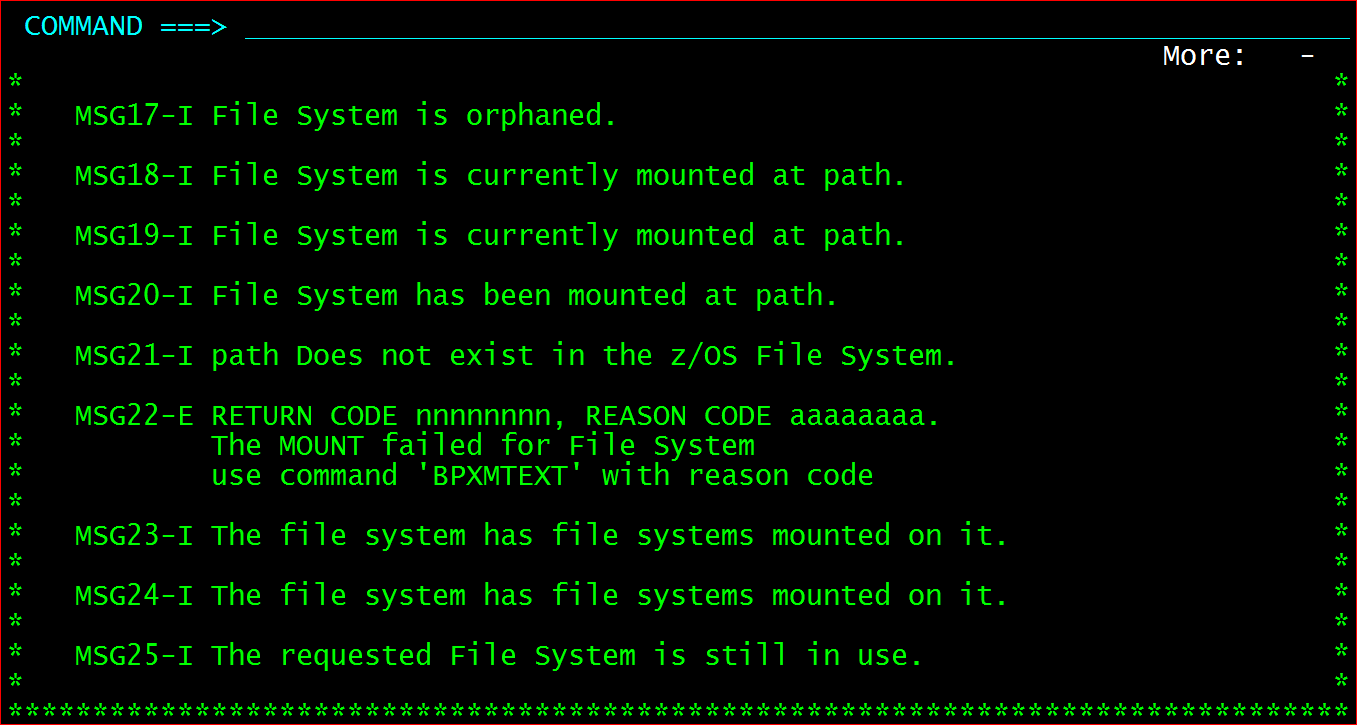 COMMAND ===> ________________________________________________________________
More:   -
*                                                                              *
*   MSG17-I File System is orphaned.                                           *
*                                                                              *
*   MSG18-I File System is currently mounted at path.                          *
*                                                                              *
*   MSG19-I File System is currently mounted at path.                          *
*                                                                              *
*   MSG20-I File System has been mounted at path.                              *
*                                                                              *
*   MSG21-I path Does not exist in the z/OS File System.                       *
*                                                                              *
*   MSG22-E RETURN CODE nnnnnnnn, REASON CODE aaaaaaaa.                        *
*           The MOUNT failed for File System                                   *
*           use command 'BPXMTEXT' with reason code                            *
*                                                                              *
*   MSG23-I The file system has file systems mounted on it.                    *
*                                                                              *
*   MSG24-I The file system has file systems mounted on it.                    *
*                                                                              *
*   MSG25-I The requested File System is still in use.                         *
*                                                                              *
*******************************************************************************